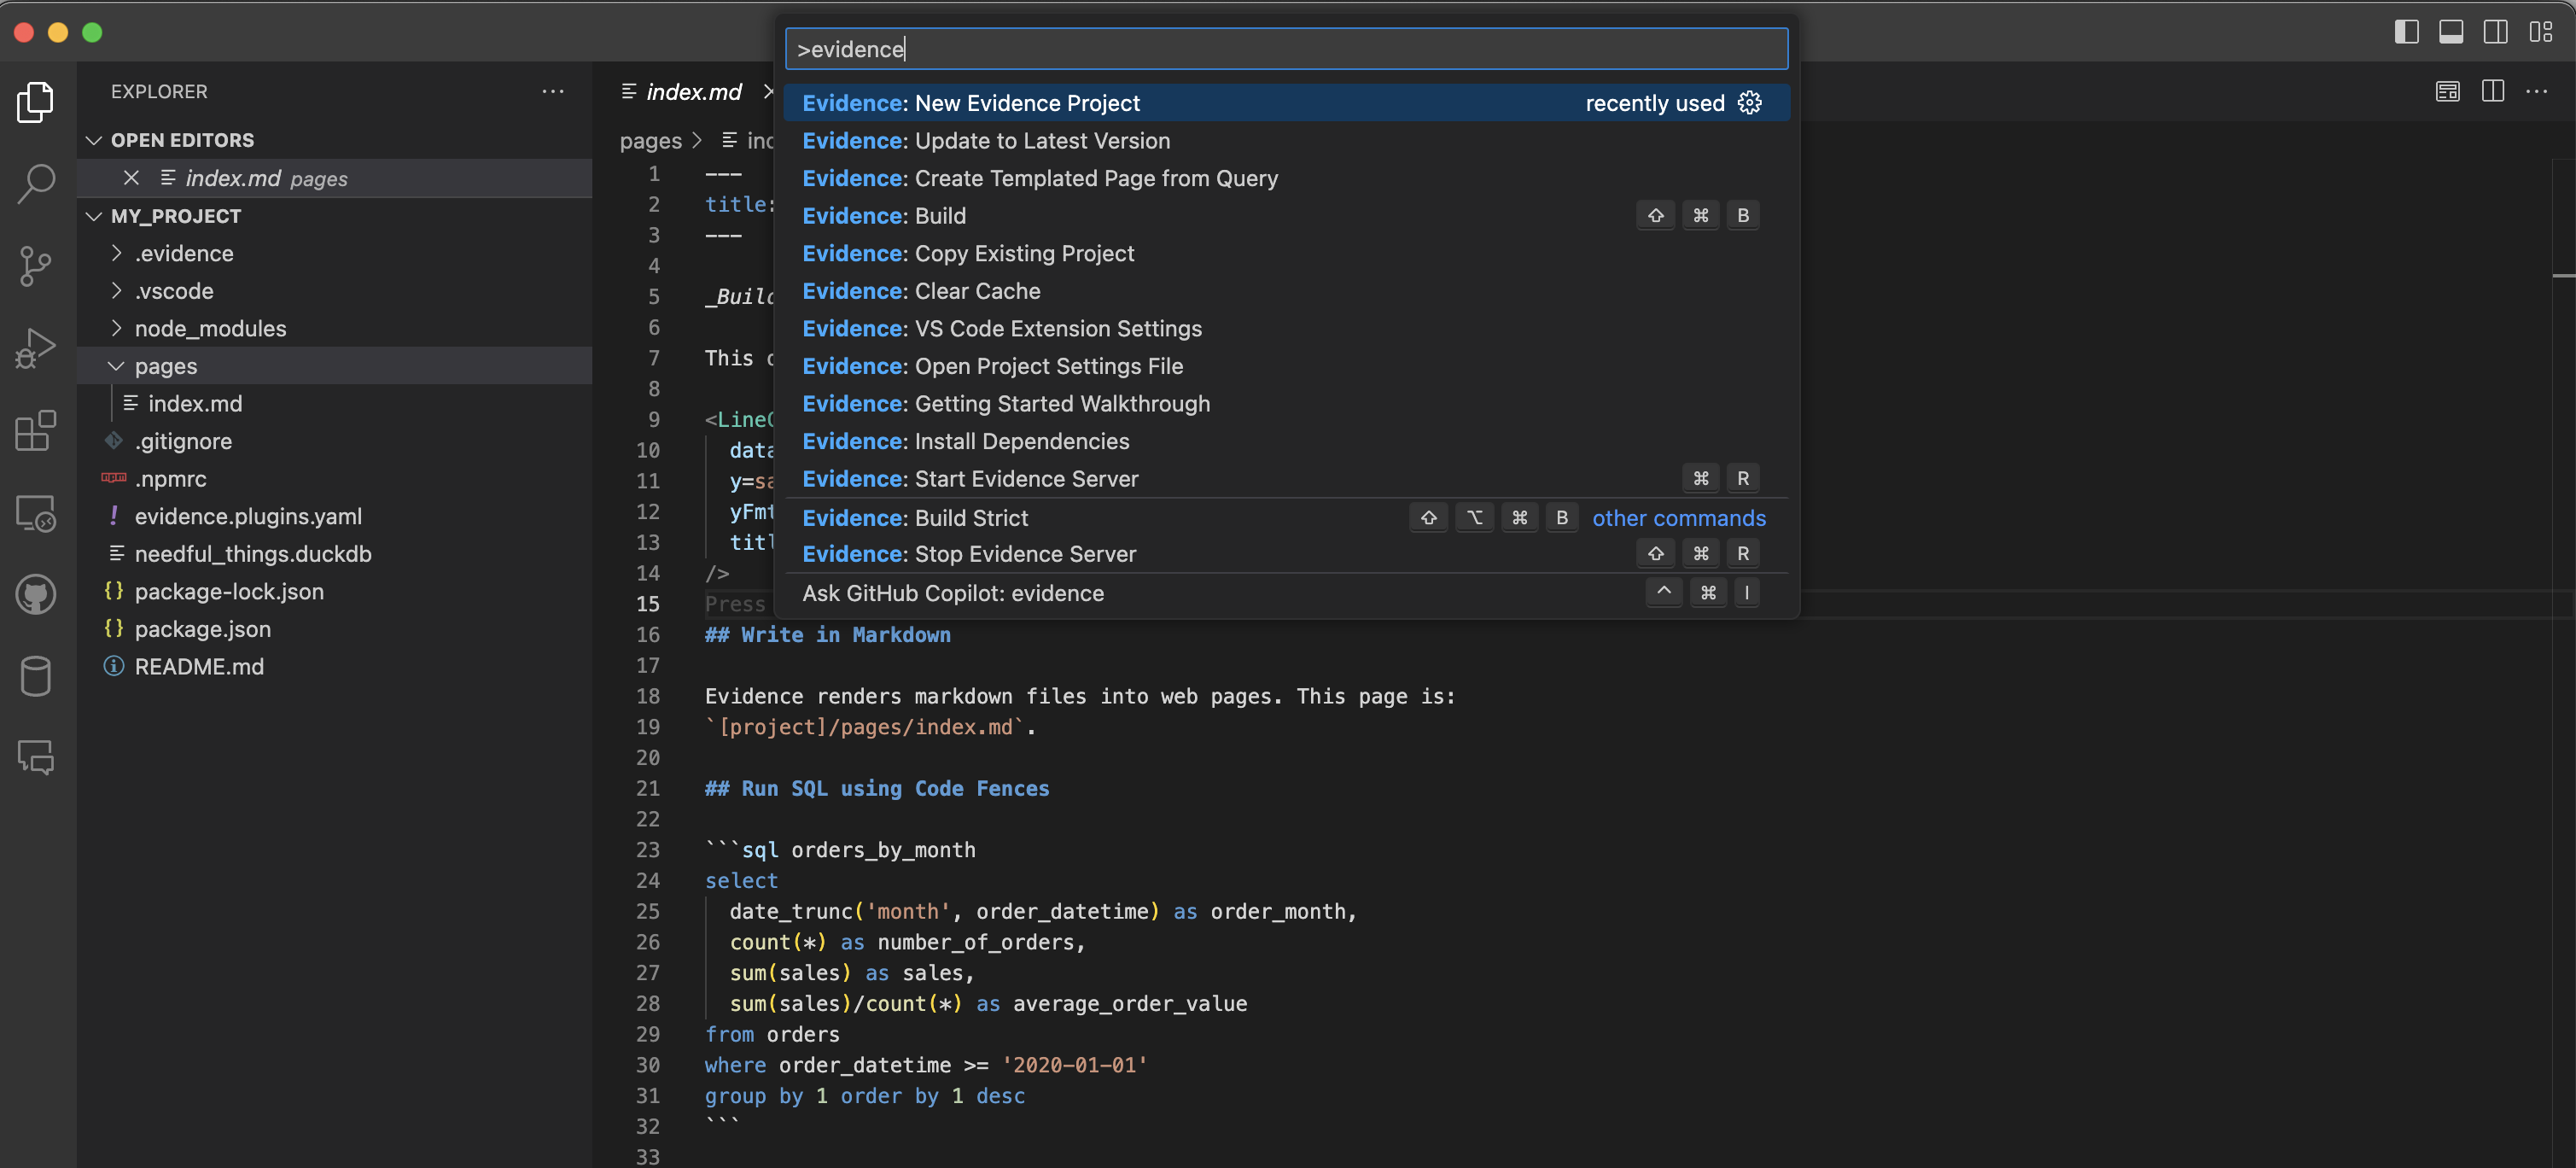 >evidence
EXPLORER
OPEN EDITORS
index.md pages
MY_PROJECT
.evidence
.vscode
node_modules
pages
index.md
.gitignore
.npmrc
evidence.plugins.yaml
needful_things.duckdb
package-lock.json
package.json
README.md
index.md
pages >
Evidence: New Evidence Project recently used
Evidence: Update to Latest Version
Evidence: Create Templated Page from Query
Evidence: Build ⇧ ⌘ B
Evidence: Copy Existing Project
Evidence: Clear Cache
Evidence: VS Code Extension Settings
Evidence: Open Project Settings File
Evidence: Getting Started Walkthrough
Evidence: Install Dependencies
Evidence: Start Evidence Server ⌘ R
Evidence: Build Strict ⇧ ⌥ ⌘ B other commands
Evidence: Stop Evidence Server ⇧ ⌘ R
Ask GitHub Copilot: evidence ^ ⌘ I
1 ---
2 title:
3 ---
4
5
6
7 This
8
9
10 data
11
12
13
14 />
15 Press
16 ## Write in Markdown
17
18 Evidence renders markdown files into web pages. This page is:
19 `[project]/pages/index.md`.
20
21 ## Run SQL using Code Fences
22
23 ```sql orders_by_month
24 select
25 date_trunc('month', order_datetime) as order_month,
26 count(*) as number_of_orders,
27 sum(sales) as sales,
28 sum(sales)/count(*) as average_order_value
29 from orders
30 where order_datetime >= '2020-01-01'
31 group by 1 order by 1 desc
32 ```
33